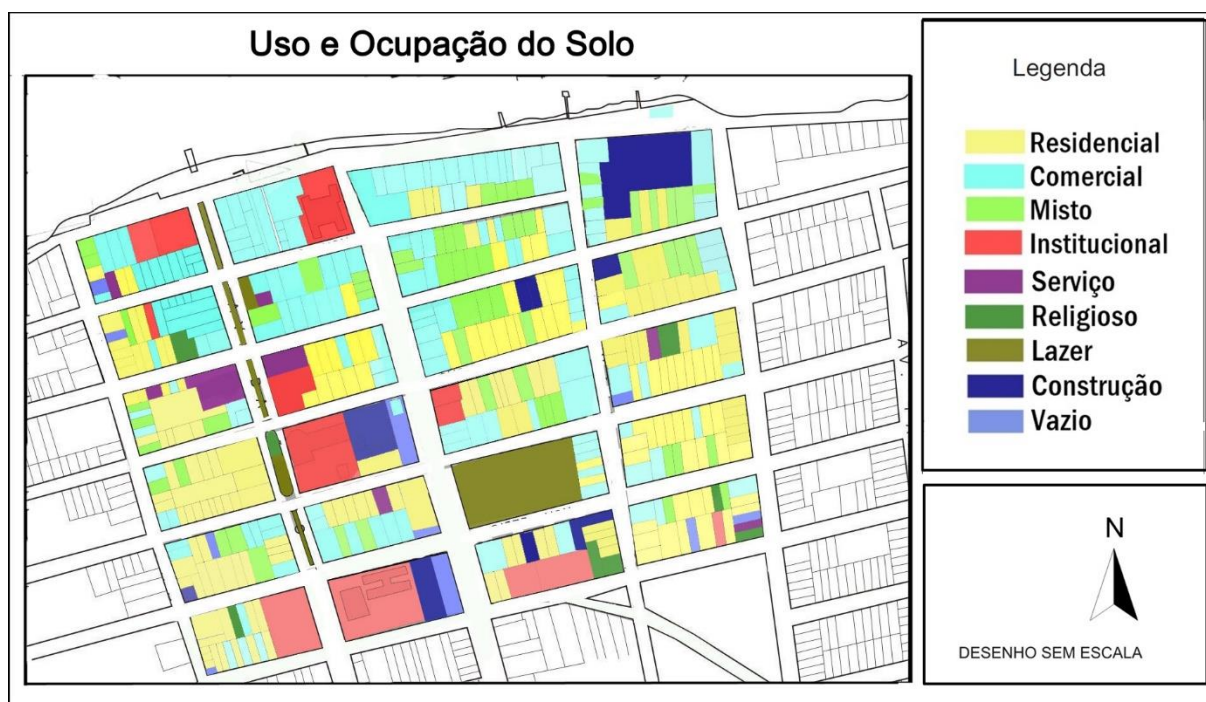 Uso e Ocupação do Solo
Legenda
Residencial
Comercial
Misto
Institucional
Serviço
Religioso
Lazer
Construção
Vazio
N
DESENHO SEM ESCALA